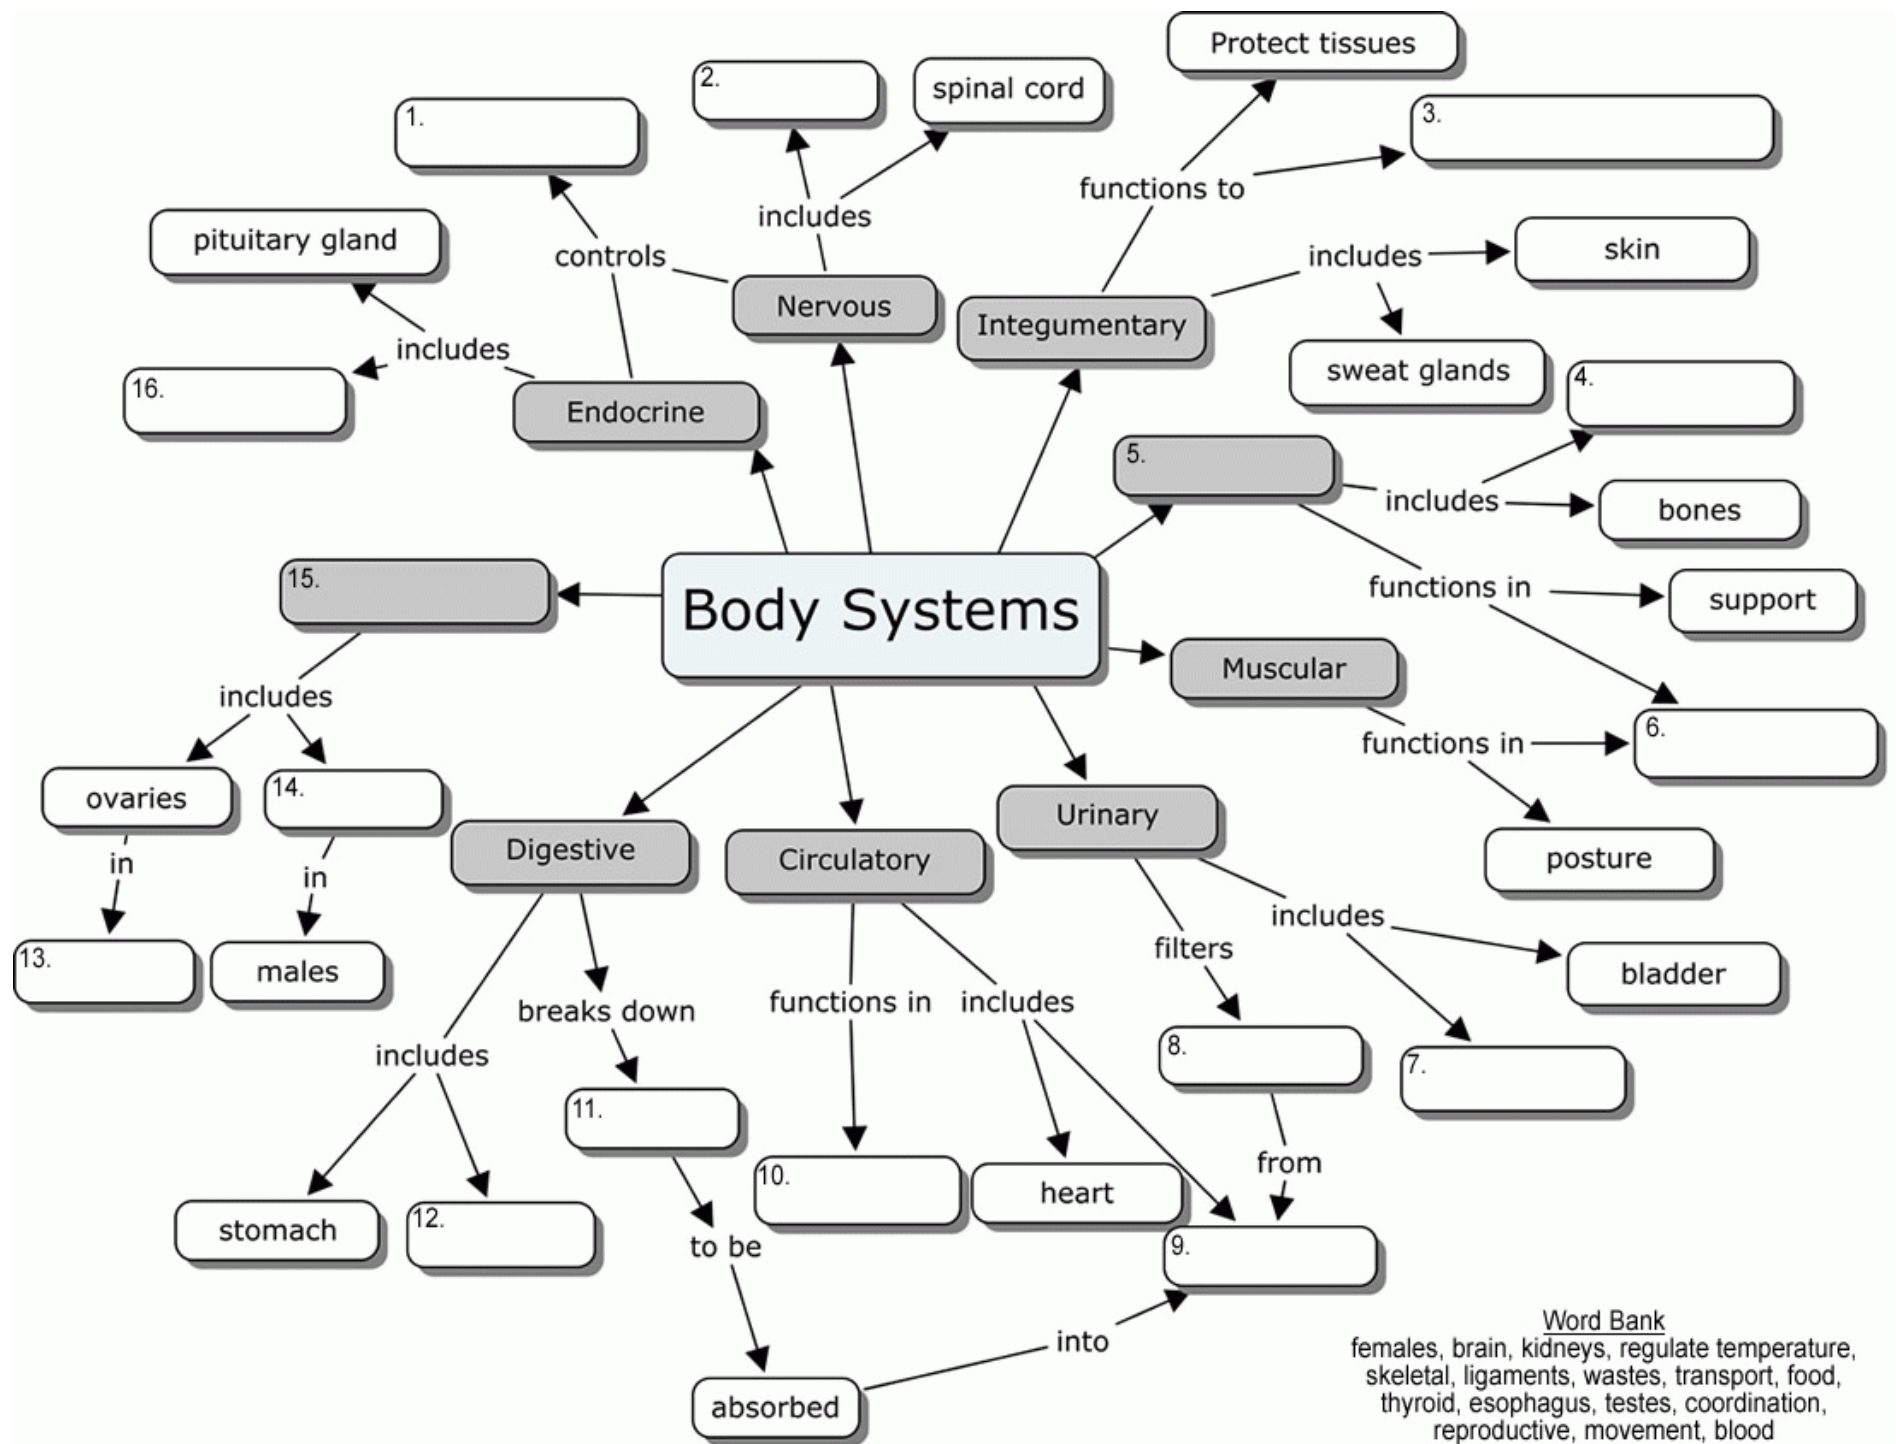 Protect tissues
2.
spinal cord
1.
3.
functions to
includes
pituitary gland
controls
includes
skin
Nervous
Integumentary
includes
16.
Endocrine
sweat glands
4.
5.
includes
bones
15.
Body Systems
functions in
support
Muscular
includes
6.
functions in
ovaries
14.
Digestive
Circulatory
Urinary
posture
in
in
includes
13.
males
filters
bladder
breaks down
functions in
includes
includes
8.
7.
11.
from
10.
heart
stomach
12.
to be
9.
into
absorbed
Word Bank
females, brain, kidneys, regulate temperature,
skeletal, ligaments, wastes, transport, food,
thyroid, esophagus, testes, coordination,
reproductive, movement, blood